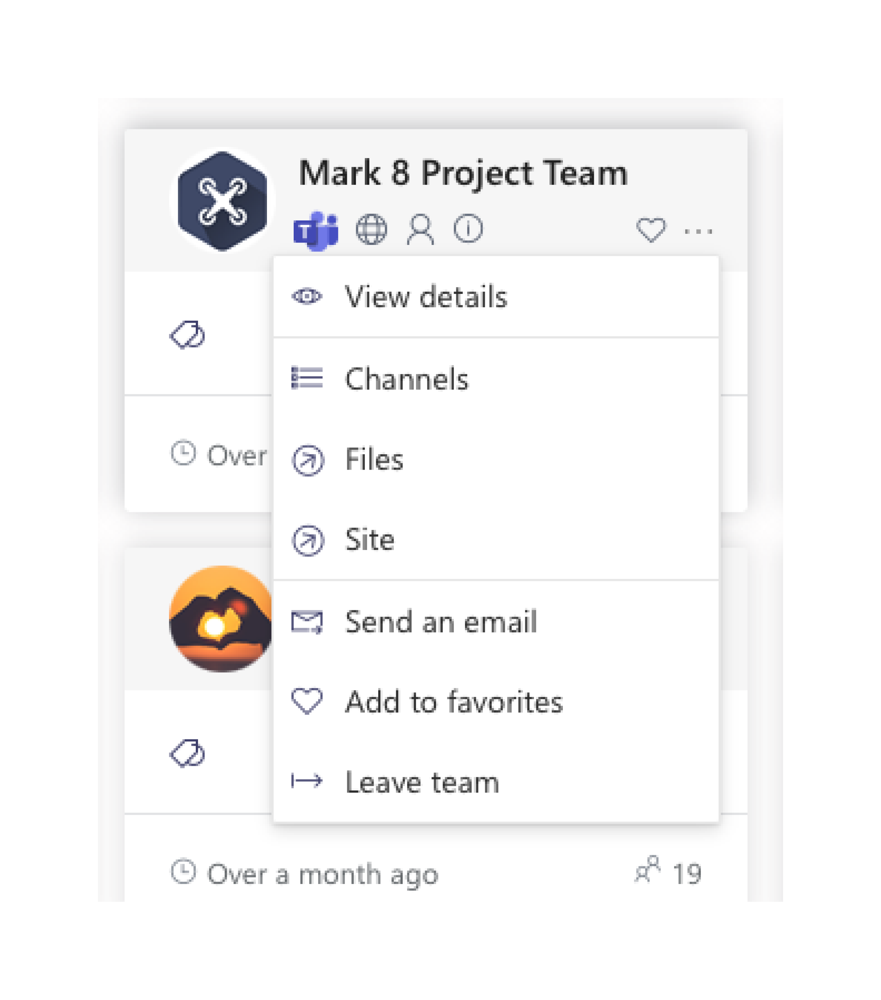 Mark 8 Project Team
T
View details
Channels
Over
Files
Site
Send an email
Add to favorites
Leave team
Over a month ago 19